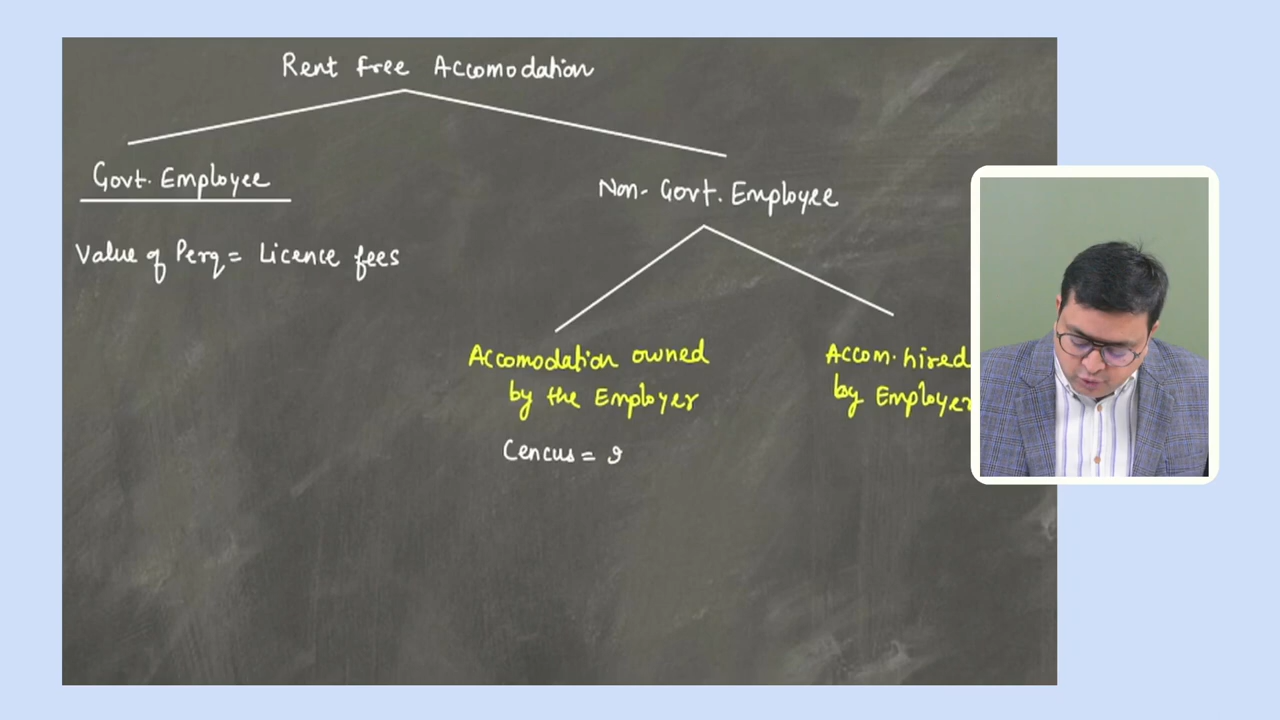 Rent free Accomodation
Govt. Employee
Non-Govt. Employee
Value of Perq = Licence fees
Accomodation owned
by the Employer
Accom. hired
by Employer
Cencus =